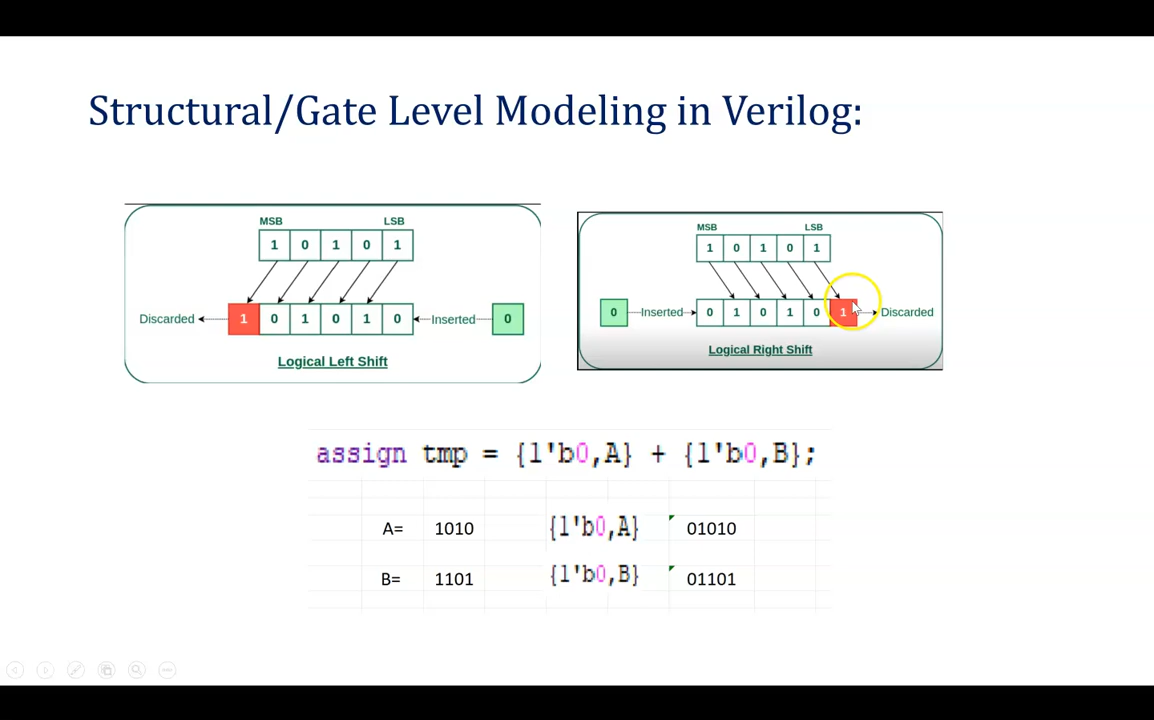 Structural/Gate Level Modeling in Verilog:
MSB LSB
1 0 1 0 1
Discarded 1 0 1 0 1 0 Inserted 0
Logical Left Shift
MSB LSB
1 0 1 0 1
0 Inserted 0 1 0 1 0 1 Discarded
Logical Right Shift
assign tmp = {1'b0,A} + {1'b0,B};
A= 1010 {1'b0,A} 01010
B= 1101 {1'b0,B} 01101